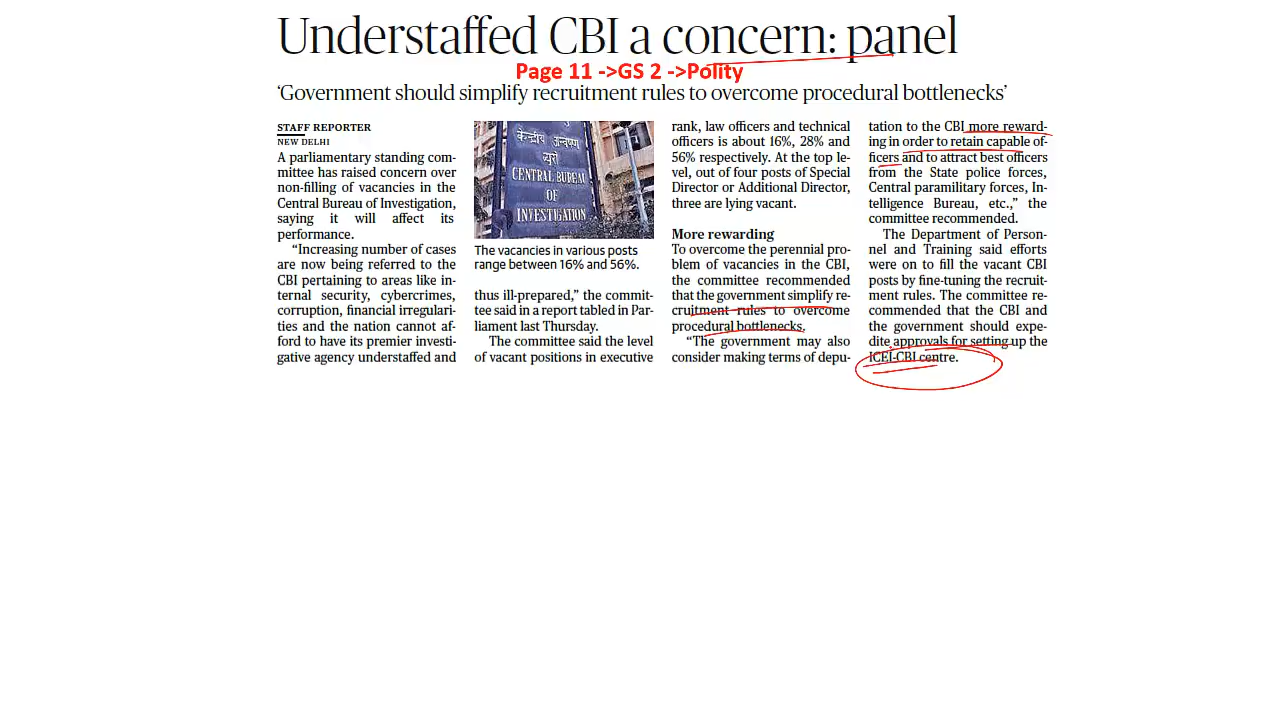 Understaffed CBI a concern: panel
Page 11 ->GS 2 ->Polity
‘Government should simplify recruitment rules to overcome procedural bottlenecks’
STAFF REPORTER
NEW DELHI
A parliamentary standing com-
mittee has raised concern over
non-filling of vacancies in the
Central Bureau of Investigation,
saying it will affect its
performance.
“Increasing number of cases
are now being referred to the
CBI pertaining to areas like in-
ternal security, cybercrimes,
corruption, financial irregulari-
ties and the nation cannot af-
ford to have its premier investi-
gative agency understaffed and
केन्द्रीय अन्वेषण
ब्यूरो
CENTRAL BUREAU
OF
INVESTIGATION
The vacancies in various posts
range between 16% and 56%.
thus ill-prepared,” the commit-
tee said in a report tabled in Par-
liament last Thursday.
The committee said the level
of vacant positions in executive
rank, law officers and technical
officers is about 16%, 28% and
56% respectively. At the top le-
vel, out of four posts of Special
Director or Additional Director,
three are lying vacant.
More rewarding
To overcome the perennial pro-
blem of vacancies in the CBI,
the committee recommended
that the government simplify re-
cruitment rules to overcome
procedural bottlenecks.
“The government may also
consider making terms of depu-
tation to the CBI more reward-
ing in order to retain capable of-
ficers and to attract best officers
from the State police forces,
Central paramilitary forces, In-
telligence Bureau, etc.,” the
committee recommended.
The Department of Person-
nel and Training said efforts
were on to fill the vacant CBI
posts by fine-tuning the recruit-
ment rules. The committee re-
commended that the CBI and
the government should expe-
dite approvals for setting up the
ICEI-CBI centre.